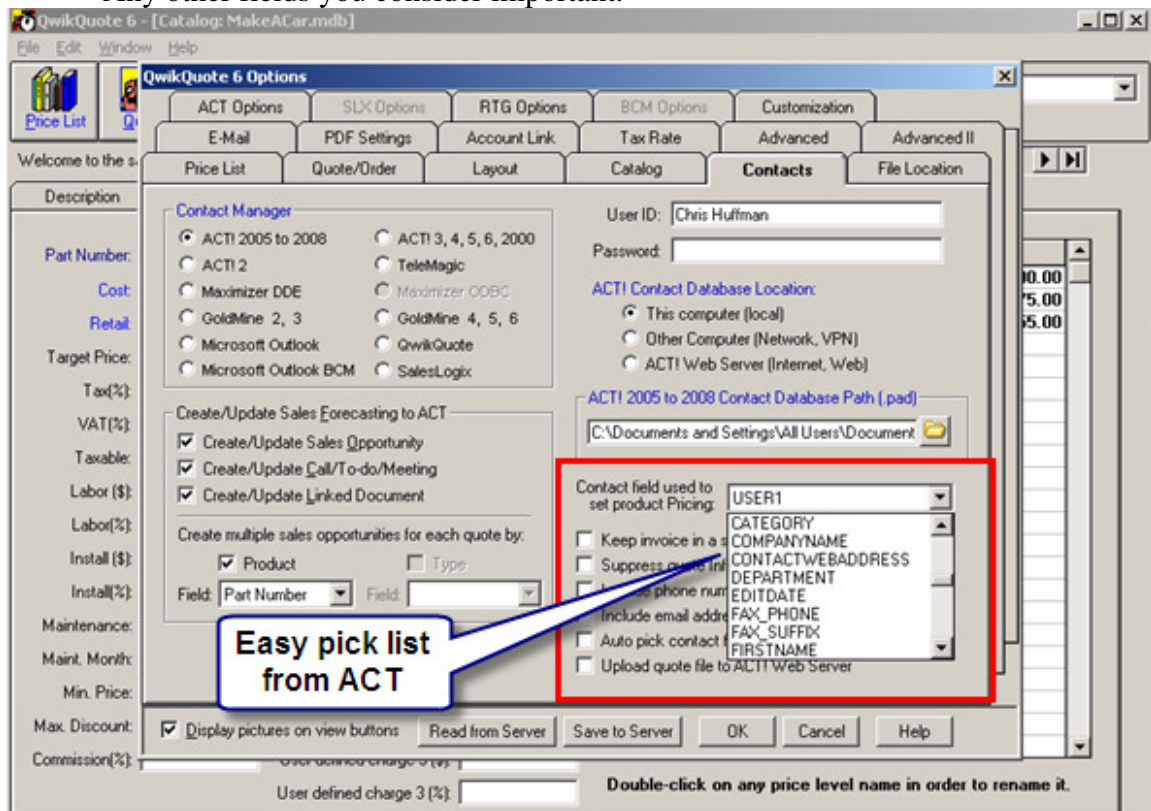 Any other fields you consider important.
QwikQuote 6 - [Catalog: MakeACar.mdb]
File Edit Window Help
Price List
Welcome to the
Description
Part Number:
Cost:
Retail:
Target Price:
Tax(%):
VAT(%):
Taxable:
Labor ($):
Labor(%):
Install ($):
Install(%):
Maintenance:
Maint. Month:
Min. Price:
Max. Discount:
Commission(%):
QwikQuote 6 Options
ACT Options SLX Options RTG Options BCM Options Customization
E-Mail PDF Settings Account Link Tax Rate Advanced Advanced II
Price List Quote/Order Layout Catalog Contacts File Location
Contact Manager
ACT! 2005 to 2008 ACT! 3, 4, 5, 6, 2000
ACT! 2 TeleMagic
Maximizer DDE Maximizer ODBC
GoldMine 2, 3 GoldMine 4, 5, 6
Microsoft Outlook QwikQuote
Microsoft Outlook BCM SalesLogix
Create/Update Sales Forecasting to ACT
Create/Update Sales Opportunity
Create/Update Call/To-do/Meeting
Create/Update Linked Document
Create multiple sales opportunities for each quote by:
Product Type
Field: Part Number Field:
User ID: Chris Huffman
Password:
ACT! Contact Database Location:
This computer (local)
Other Computer (Network, VPN)
ACT! Web Server (Internet, Web)
ACT! 2005 to 2008 Contact Database Path (.pad)
C:\Documents and Settings\All Users\Document
Contact field used to
set product Pricing: USER1
Keep invoice in a
Suppress quote
phone num
Include email addre
Auto pick contact
Upload quote file to ACT! Web Server
CATEGORY
COMPANYNAME
CONTACTWEBADDRESS
DEPARTMENT
EDITDATE
FAX_PHONE
FAX_SUFFIX
FIRSTNAME
Easy pick list
from ACT
Display pictures on view buttons Read from Server Save to Server OK Cancel Help
00.00
75.00
55.00
User defined charge 3 ($):
User defined charge 3 (%):
Double-click on any price level name in order to rename it.